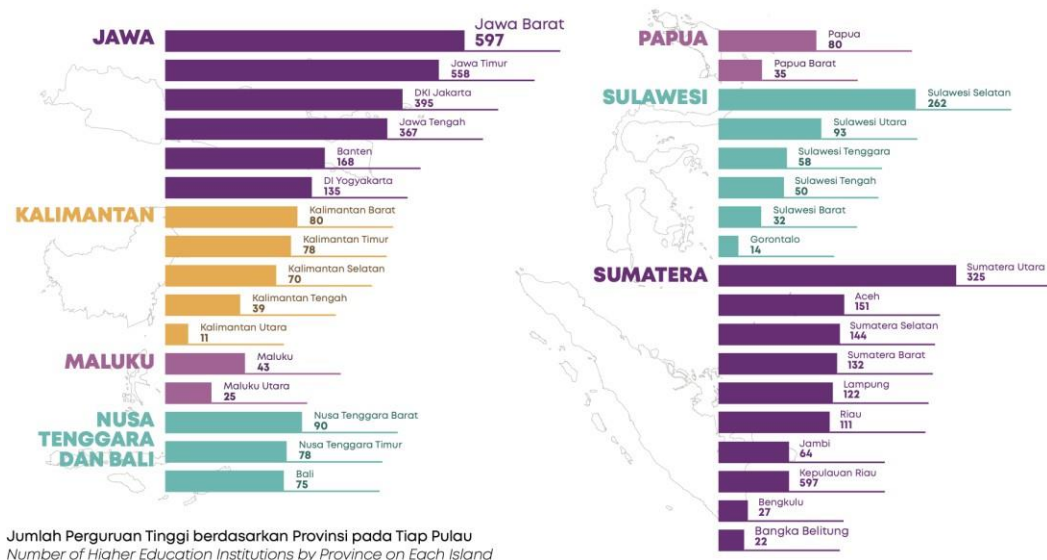 JAWA
Jawa Barat
597
Jawa Timur
558
DKI Jakarta
395
Jawa Tengah
367
Banten
168
DI Yogyakarta
135
KALIMANTAN
Kalimantan Barat
80
Kalimantan Timur
78
Kalimantan Selatan
70
Kalimantan Tengah
39
Kalimantan Utara
11
MALUKU
Maluku
43
Maluku Utara
25
NUSA
TENGGARA
DAN BALI
Nusa Tenggara Barat
90
Nusa Tenggara Timur
78
Bali
75
PAPUA
Papua
80
Papua Barat
35
SULAWESI
Sulawesi Selatan
262
Sulawesi Utara
93
Sulawesi Tenggara
58
Sulawesi Tengah
50
Sulawesi Barat
32
Gorontalo
14
SUMATERA
Sumatera Utara
325
Aceh
151
Sumatera Selatan
144
Sumatera Barat
132
Lampung
122
Riau
111
Jambi
64
Kepulauan Riau
597
Bengkulu
27
Bangka Belitung
22
Jumlah Perguruan Tinggi berdasarkan Provinsi pada Tiap Pulau
Number of Higher Education Institutions by Province on Each Island